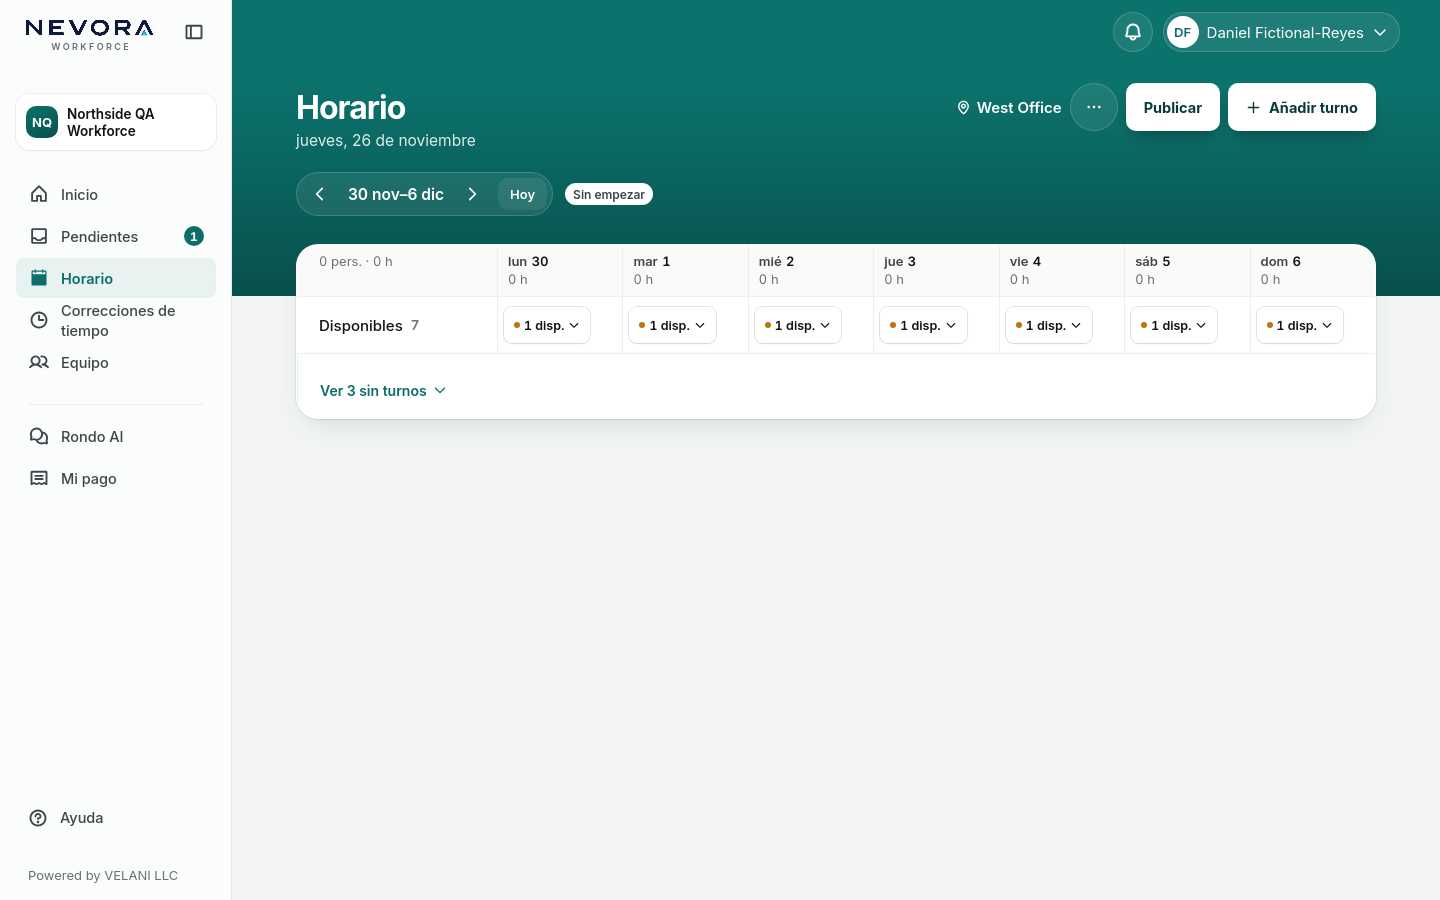 NEVORA
WORKFORCE
DF Daniel Fictional-Reyes
NQ Northside QA
Workforce
Horario
jueves, 26 de noviembre
West Office
Publicar
Añadir turno
30 nov–6 dic
Hoy
Sin empezar
Inicio
Pendientes 1
Horario
Correcciones de
tiempo
Equipo
Rondo AI
Mi pago
0 pers. · 0 h
lun 30
0 h
mar 1
0 h
mié 2
0 h
jue 3
0 h
vie 4
0 h
sáb 5
0 h
dom 6
0 h
Disponibles 7
1 disp.
1 disp.
1 disp.
1 disp.
1 disp.
1 disp.
1 disp.
Ver 3 sin turnos
Ayuda
Powered by VELANI LLC